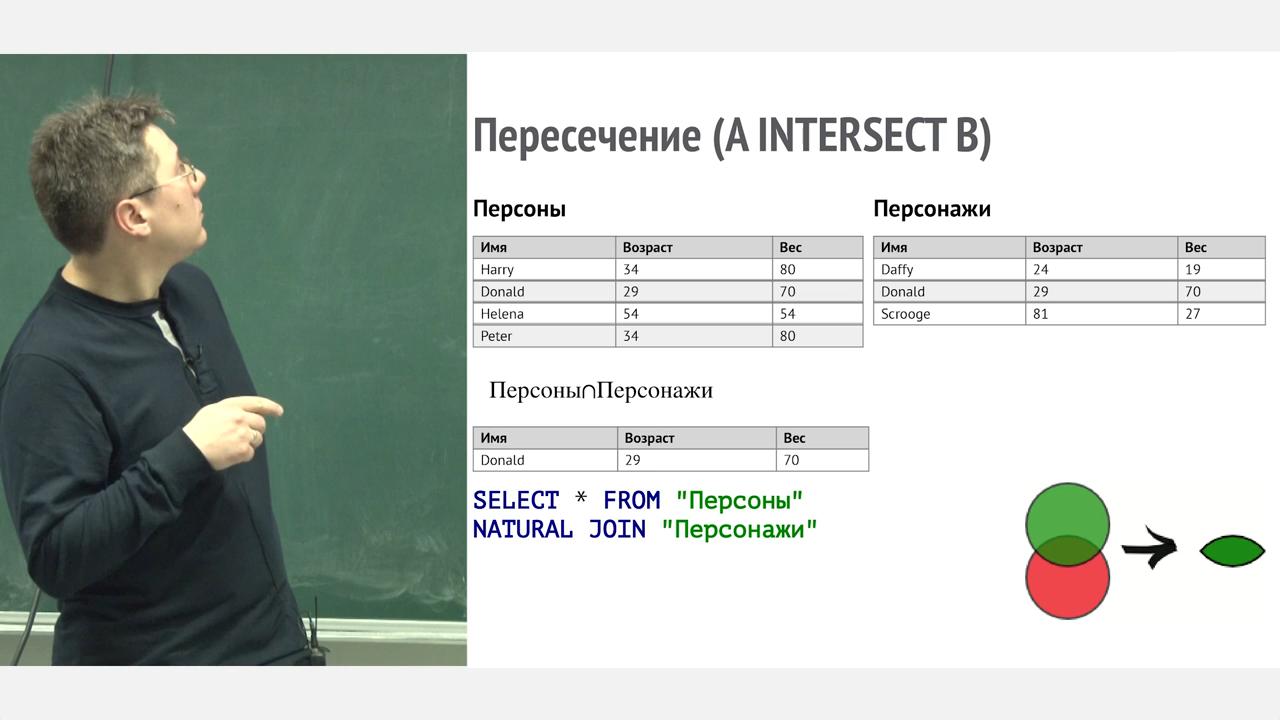 Пересечение (A INTERSECT B)
Персоны
Имя Возраст Вес
Harry 34 80
Donald 29 70
Helena 54 54
Peter 34 80
Персонажи
Имя Возраст Вес
Daffy 24 19
Donald 29 70
Scrooge 81 27
Персоны∩Персонажи
Имя Возраст Вес
Donald 29 70
SELECT * FROM "Персоны"
NATURAL JOIN "Персонажи"